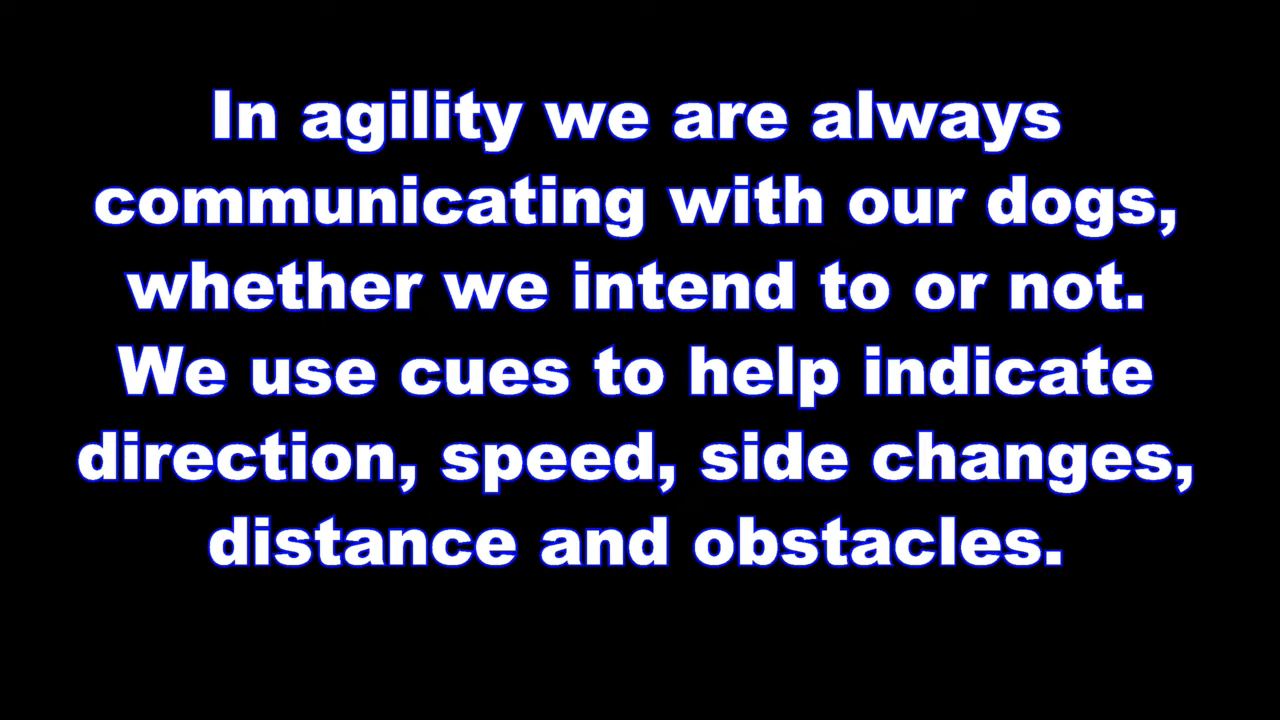 In agility we are always
communicating with our dogs,
whether we intend to or not.
We use cues to help indicate
direction, speed, side changes,
distance and obstacles.